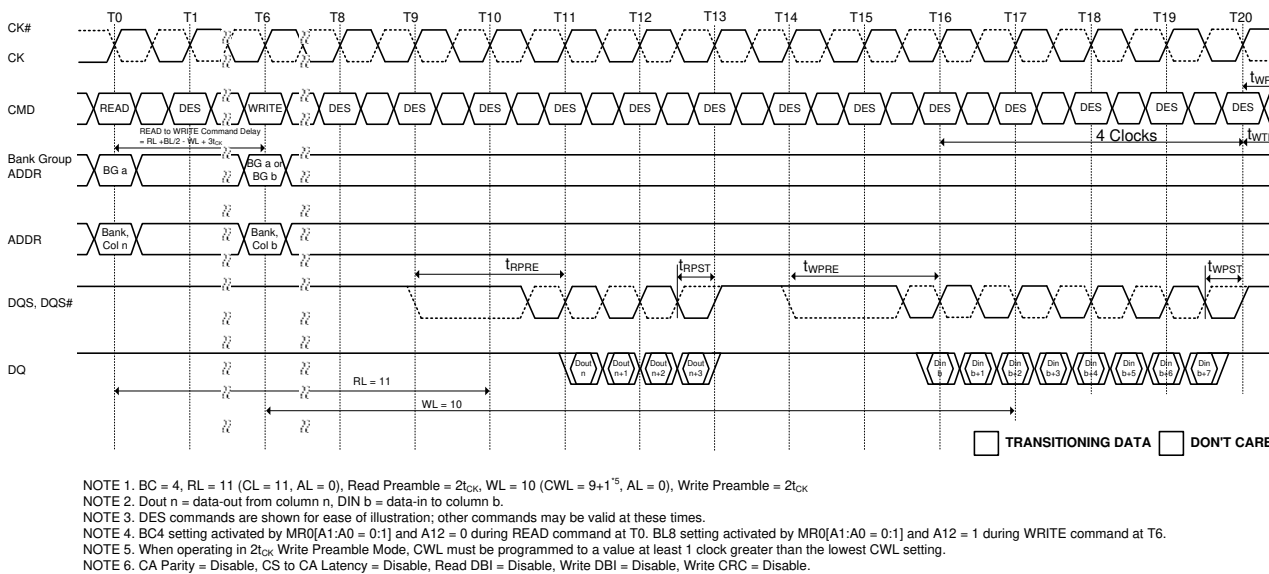 T0 T1 T6 T8 T9 T10 T11 T12 T13 T14 T15 T16 T17 T18 T19 T20
CK#
CK
CMD READ DES WRITE DES DES DES DES DES DES DES DES DES DES DES DES DES
tWR
READ to WRITE Command Delay
= RL +BL/2 - WL + 3tCK
4 Clocks
Bank Group
ADDR
BG a
BG a or
BG b
ADDR
Bank,
Col n
Bank,
Col b
tRPRE tRPST tWPRE tWPST
DQS, DQS#
DQ
Dout n Dout n+1 Dout n+2 Dout n+3 Din b Din b+1 Din b+2 Din b+3 Din b+4 Din b+5 Din b+6 Din b+7
RL = 11
WL = 10
TRANSITIONING DATA DON'T CARE
NOTE 1. BC = 4, RL = 11 (CL = 11, AL = 0), Read Preamble = 2tCK, WL = 10 (CWL = 9+1*5, AL = 0), Write Preamble = 2tCK
NOTE 2. Dout n = data-out from column n, DIN b = data-in to column b.
NOTE 3. DES commands are shown for ease of illustration; other commands may be valid at these times.
NOTE 4. BC4 setting activated by MR0[A1:A0 = 0:1] and A12 = 0 during READ command at T0. BL8 setting activated by MR0[A1:A0 = 0:1] and A12 = 1 during WRITE command at T6.
NOTE 5. When operating in 2tCK Write Preamble Mode, CWL must be programmed to a value at least 1 clock greater than the lowest CWL setting.
NOTE 6. CA Parity = Disable, CS to CA Latency = Disable, Read DBI = Disable, Write DBI = Disable, Write CRC = Disable.